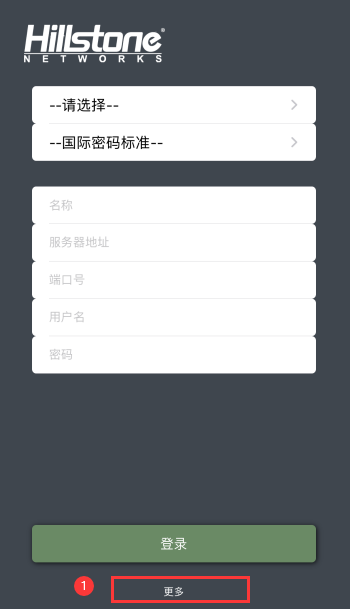 Hillstone®
NETWORKS
--请选择--
--国际密码标准--
名称
服务器地址
端口号
用户名
密码
登录
1
更多